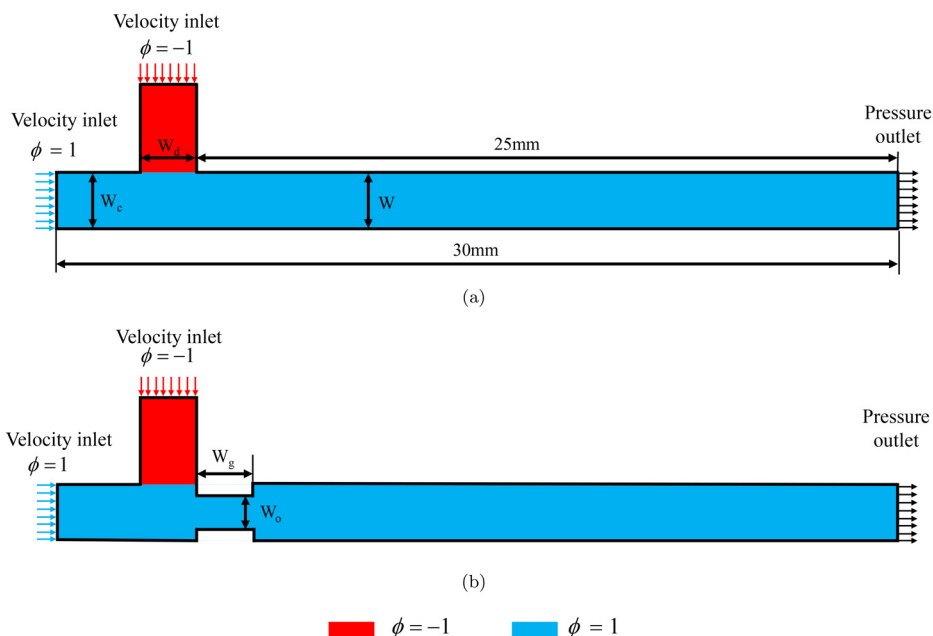 Velocity inlet
ϕ = −1
Velocity inlet
ϕ = 1
Pressure
outlet
W_d
25mm
W_c
W
30mm
(a)
Velocity inlet
ϕ = −1
Velocity inlet
ϕ = 1
Pressure
outlet
W_g
W_o
(b)
ϕ = −1
ϕ = 1